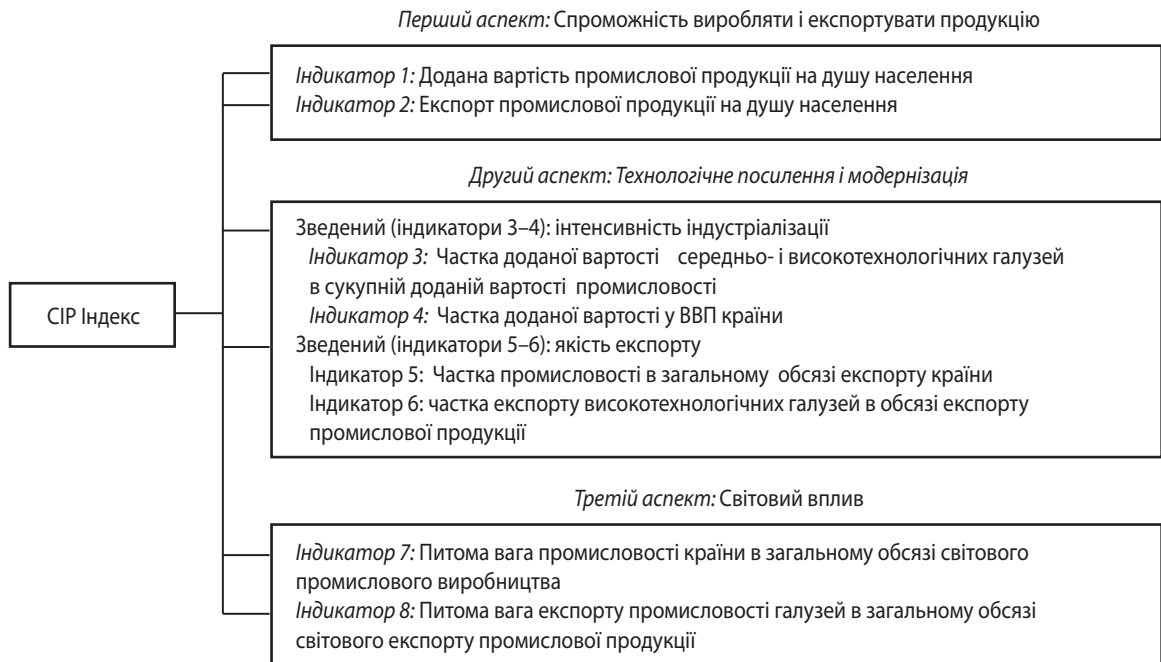 Перший аспект: Спроможність виробляти і експортувати продукцію
Індикатор 1: Додана вартість промислової продукції на душу населення
Індикатор 2: Експорт промислової продукції на душу населення
Другий аспект: Технологічне посилення і модернізація
Зведений (індикатори 3–4): інтенсивність індустріалізації
Індикатор 3: Частка доданої вартості середньо- і високотехнологічних галузей
в сукупній доданій вартості промисловості
Індикатор 4: Частка доданої вартості у ВВП країни
СІР Індекс
Зведений (індикатори 5–6): якість експорту
Індикатор 5: Частка промисловості в загальному обсязі експорту країни
Індикатор 6: частка експорту високотехнологічних галузей в обсязі експорту
промислової продукції
Третій аспект: Світовий вплив
Індикатор 7: Питома вага промисловості країни в загальному обсязі світового
промислового виробництва
Індикатор 8: Питома вага експорту промисловості галузей в загальному обсязі
світового експорту промислової продукції